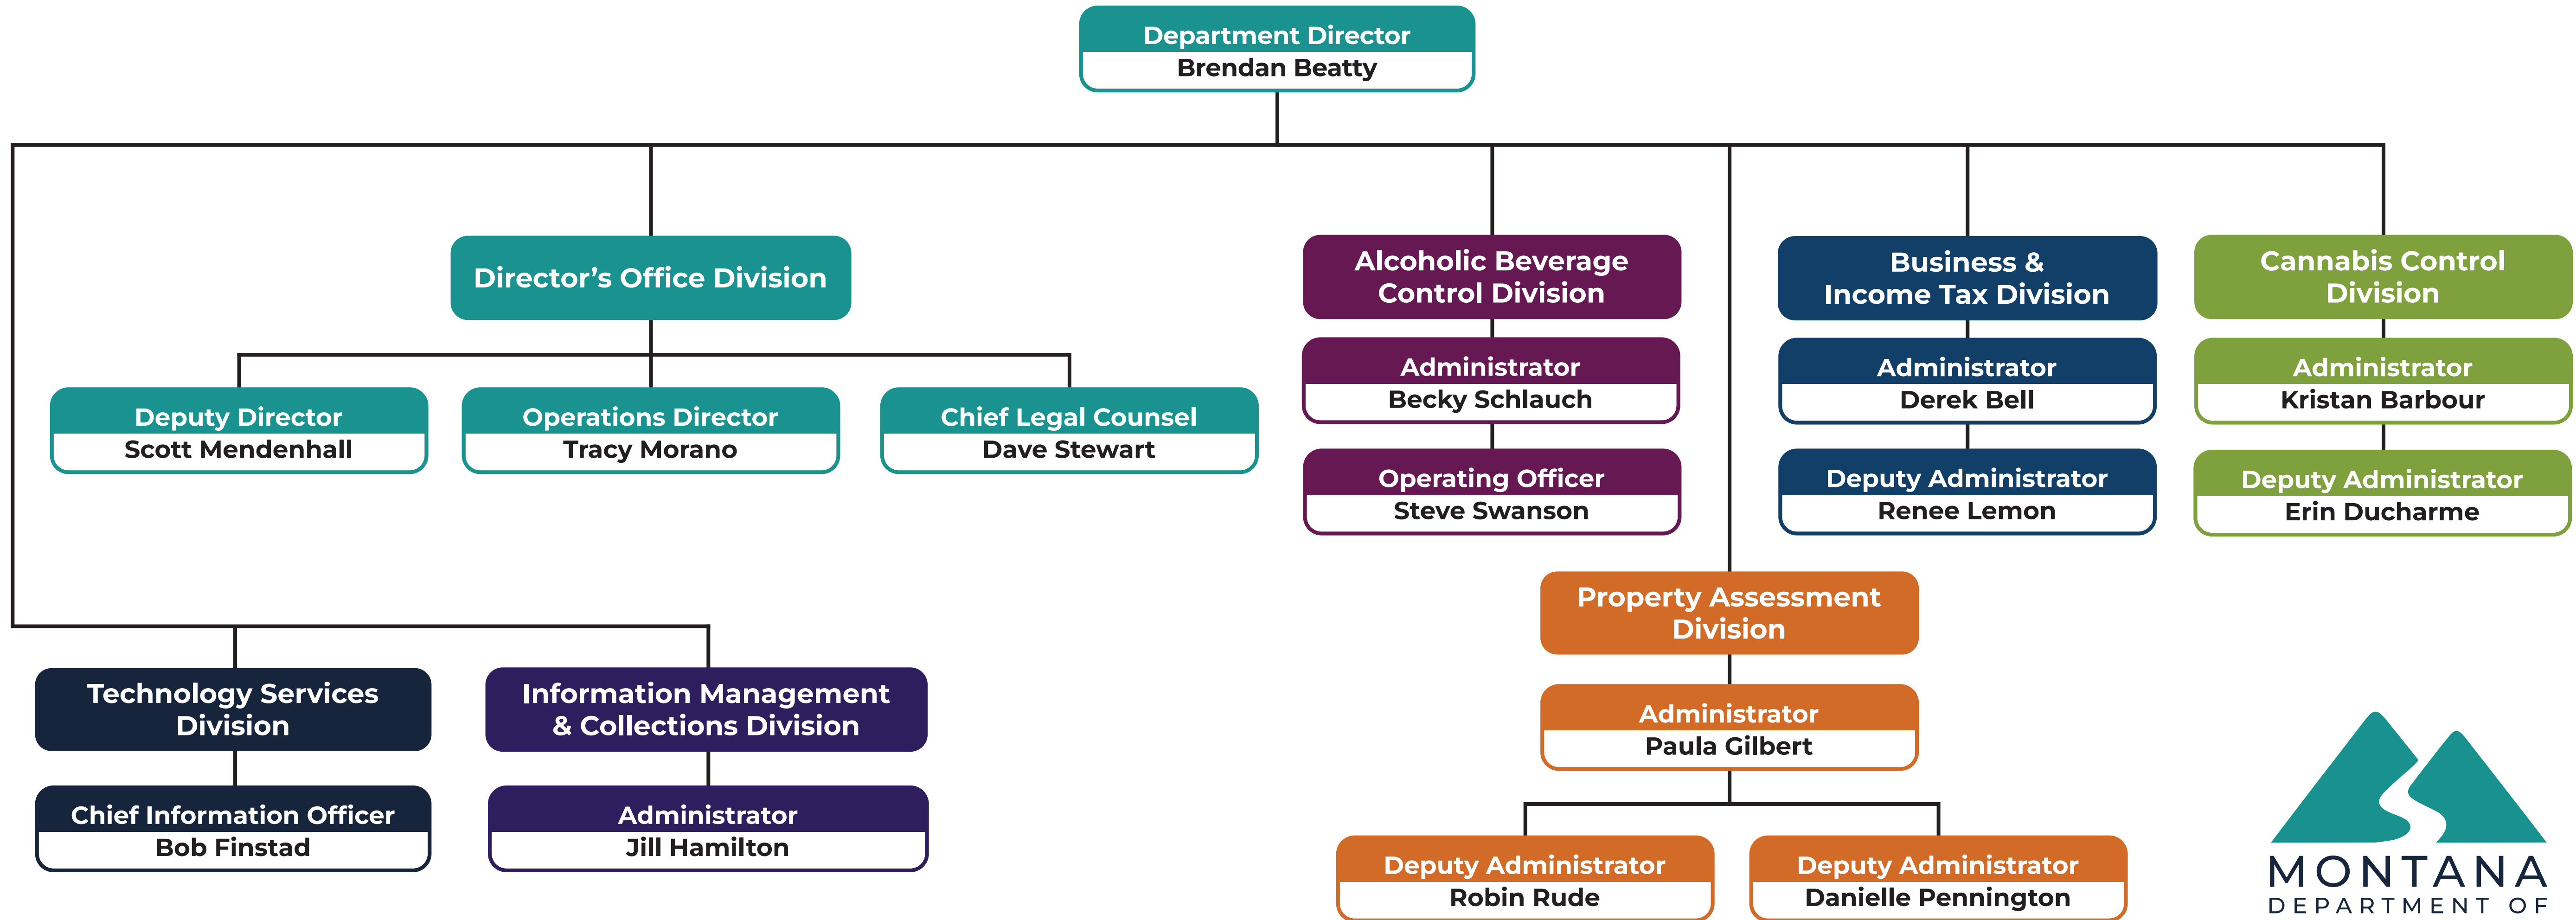 Department Director
Brendan Beatty
Director’s Office Division
Deputy Director
Scott Mendenhall
Operations Director
Tracy Morano
Chief Legal Counsel
Dave Stewart
Alcoholic Beverage
Control Division
Administrator
Becky Schlauch
Operating Officer
Steve Swanson
Business &
Income Tax Division
Administrator
Derek Bell
Deputy Administrator
Renee Lemon
Cannabis Control
Division
Administrator
Kristan Barbour
Deputy Administrator
Erin Ducharme
Technology Services
Division
Chief Information Officer
Bob Finstad
Information Management
& Collections Division
Administrator
Jill Hamilton
Property Assessment
Division
Administrator
Paula Gilbert
Deputy Administrator
Robin Rude
Deputy Administrator
Danielle Pennington
MONTANA
DEPARTMENT OF